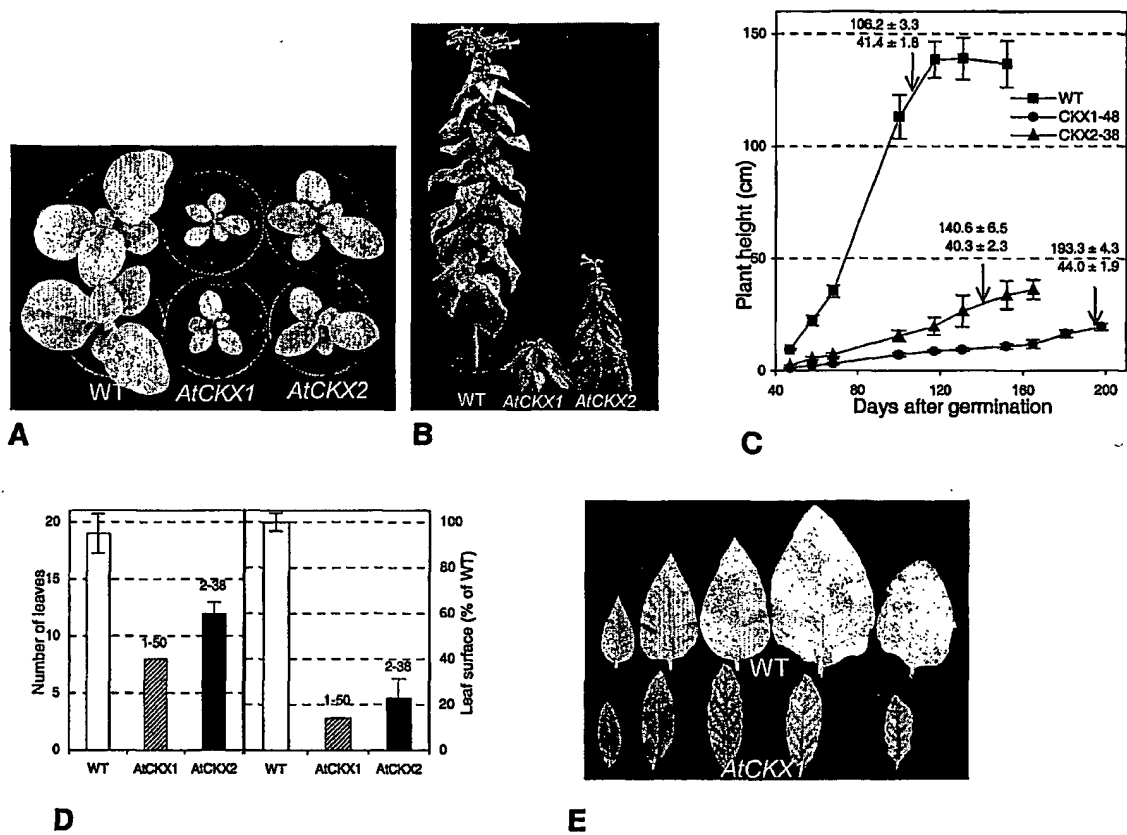 WT
AtCKX1
AtCKX2
A
WT
AtCKX1
AtCKX2
B
150
100
50
0
Plant height (cm)
106.2 ± 3.3
41.4 ± 1.8
WT
CKX1-48
CKX2-38
140.6 ± 6.5
40.3 ± 2.3
193.3 ± 4.3
44.0 ± 1.9
40
80
120
160
200
Days after germination
C
Number of leaves
20
15
10
5
0
1-50
2-38
WT
AtCKX1
AtCKX2
1-50
2-38
WT
AtCKX1
AtCKX2
100
80
60
40
20
0
Leaf surface (% of WT)
D
WT
AtCKX1
E